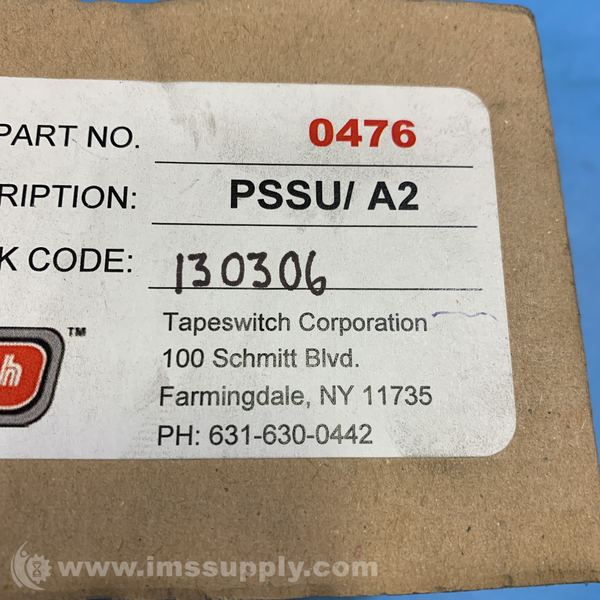 PART NO. 0476
RIPTION: PSSU/ A2
K CODE: 130306
Tapeswitch Corporation
100 Schmitt Blvd.
Farmingdale, NY 11735
PH: 631-630-0442
h
TM
www.imssupply.com